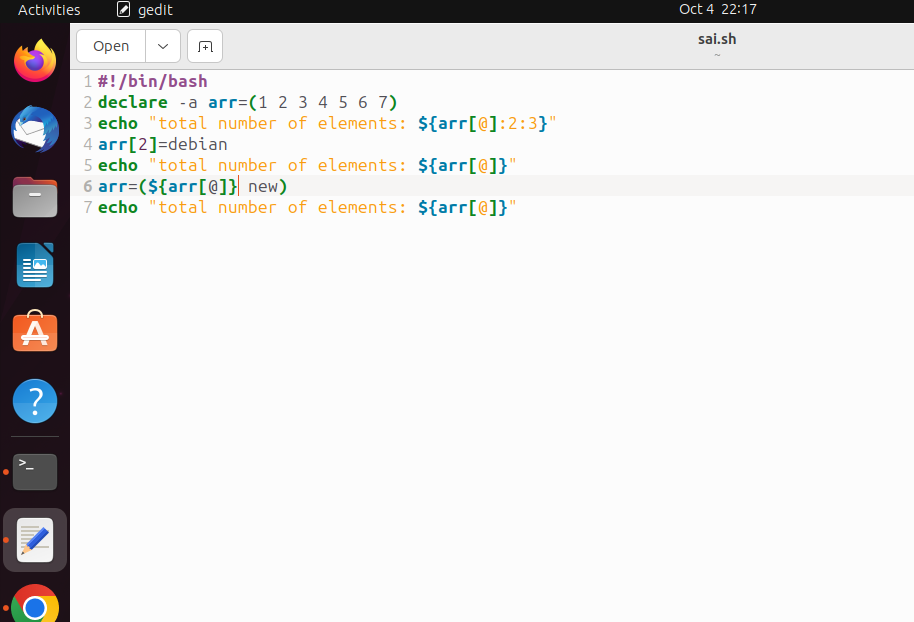 Activities gedit Oct 4 22:17
Open sai.sh
~
1 #!/bin/bash
2 declare -a arr=(1 2 3 4 5 6 7)
3 echo "total number of elements: ${arr[@]:2:3}"
4 arr[2]=debian
5 echo "total number of elements: ${arr[@]}"
6 arr=(${arr[@]} new)
7 echo "total number of elements: ${arr[@]}"
>_
?